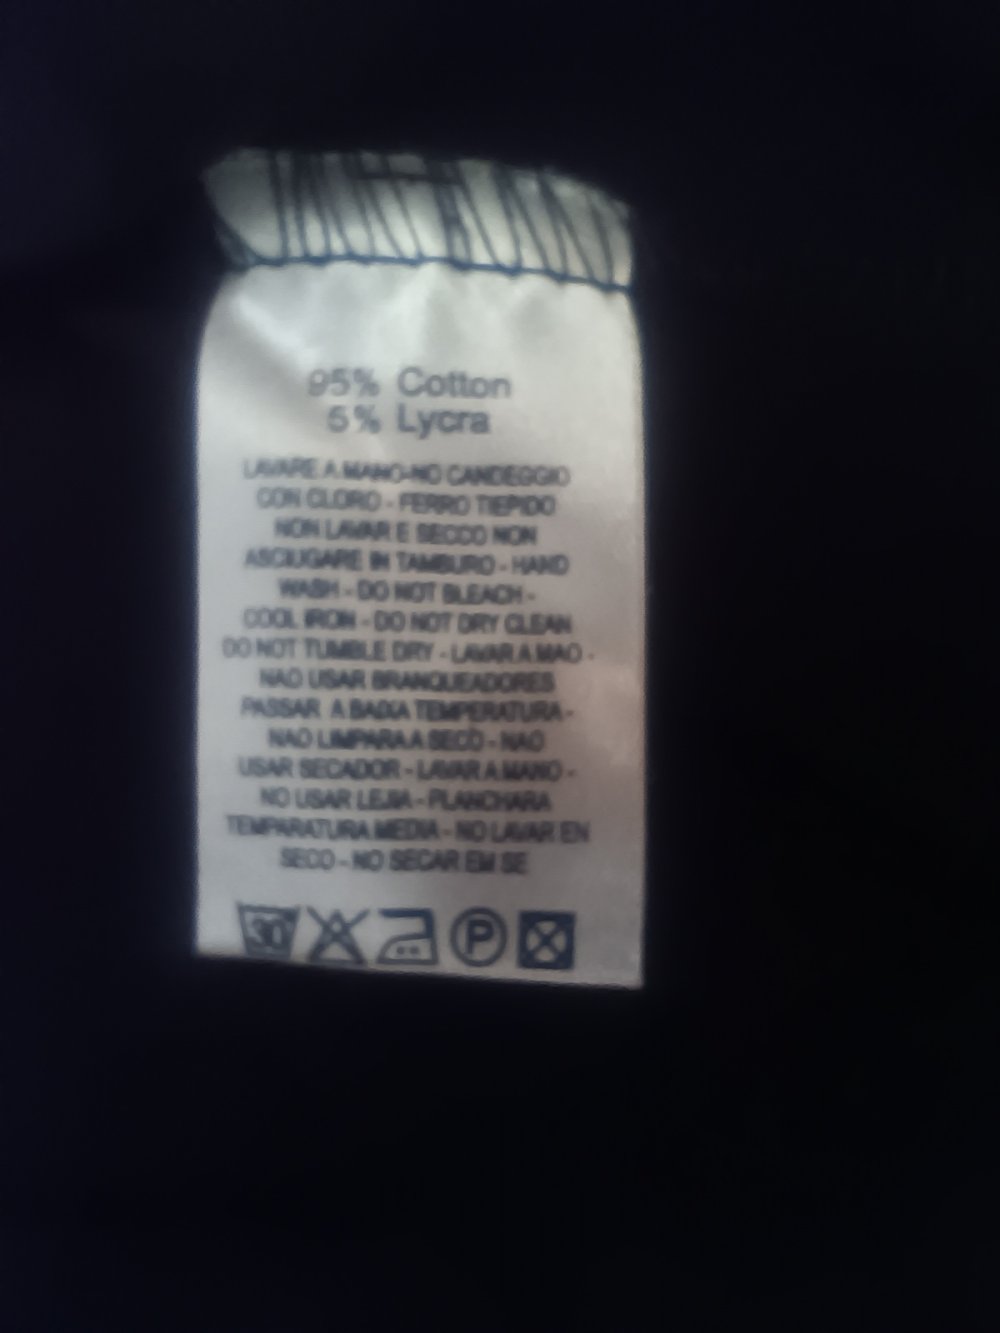 95% Cotton
5% Lycra
LAVARE A MANO-NO CANDEGGIO
CON CLORO - FERRO TIEPIDO
NON LAVAR E SECCO NON
ASCIUGARE IN TAMBURO - HAND
WASH - DO NOT BLEACH -
COOL IRON - DO NOT DRY CLEAN
DO NOT TUMBLE DRY - LAVAR A MAO -
NAO USAR BRANQUEADORES
PASSAR A BAIXA TEMPERATURA -
NAO LIMPAR A SECO - NAO
USAR SECADOR - LAVAR A MANO -
NO USAR LEJIA - PLANCHARA
TEMPARATURA MEDIA - NO LAVAR EN
SECO - NO SECAR EM SE
30 P